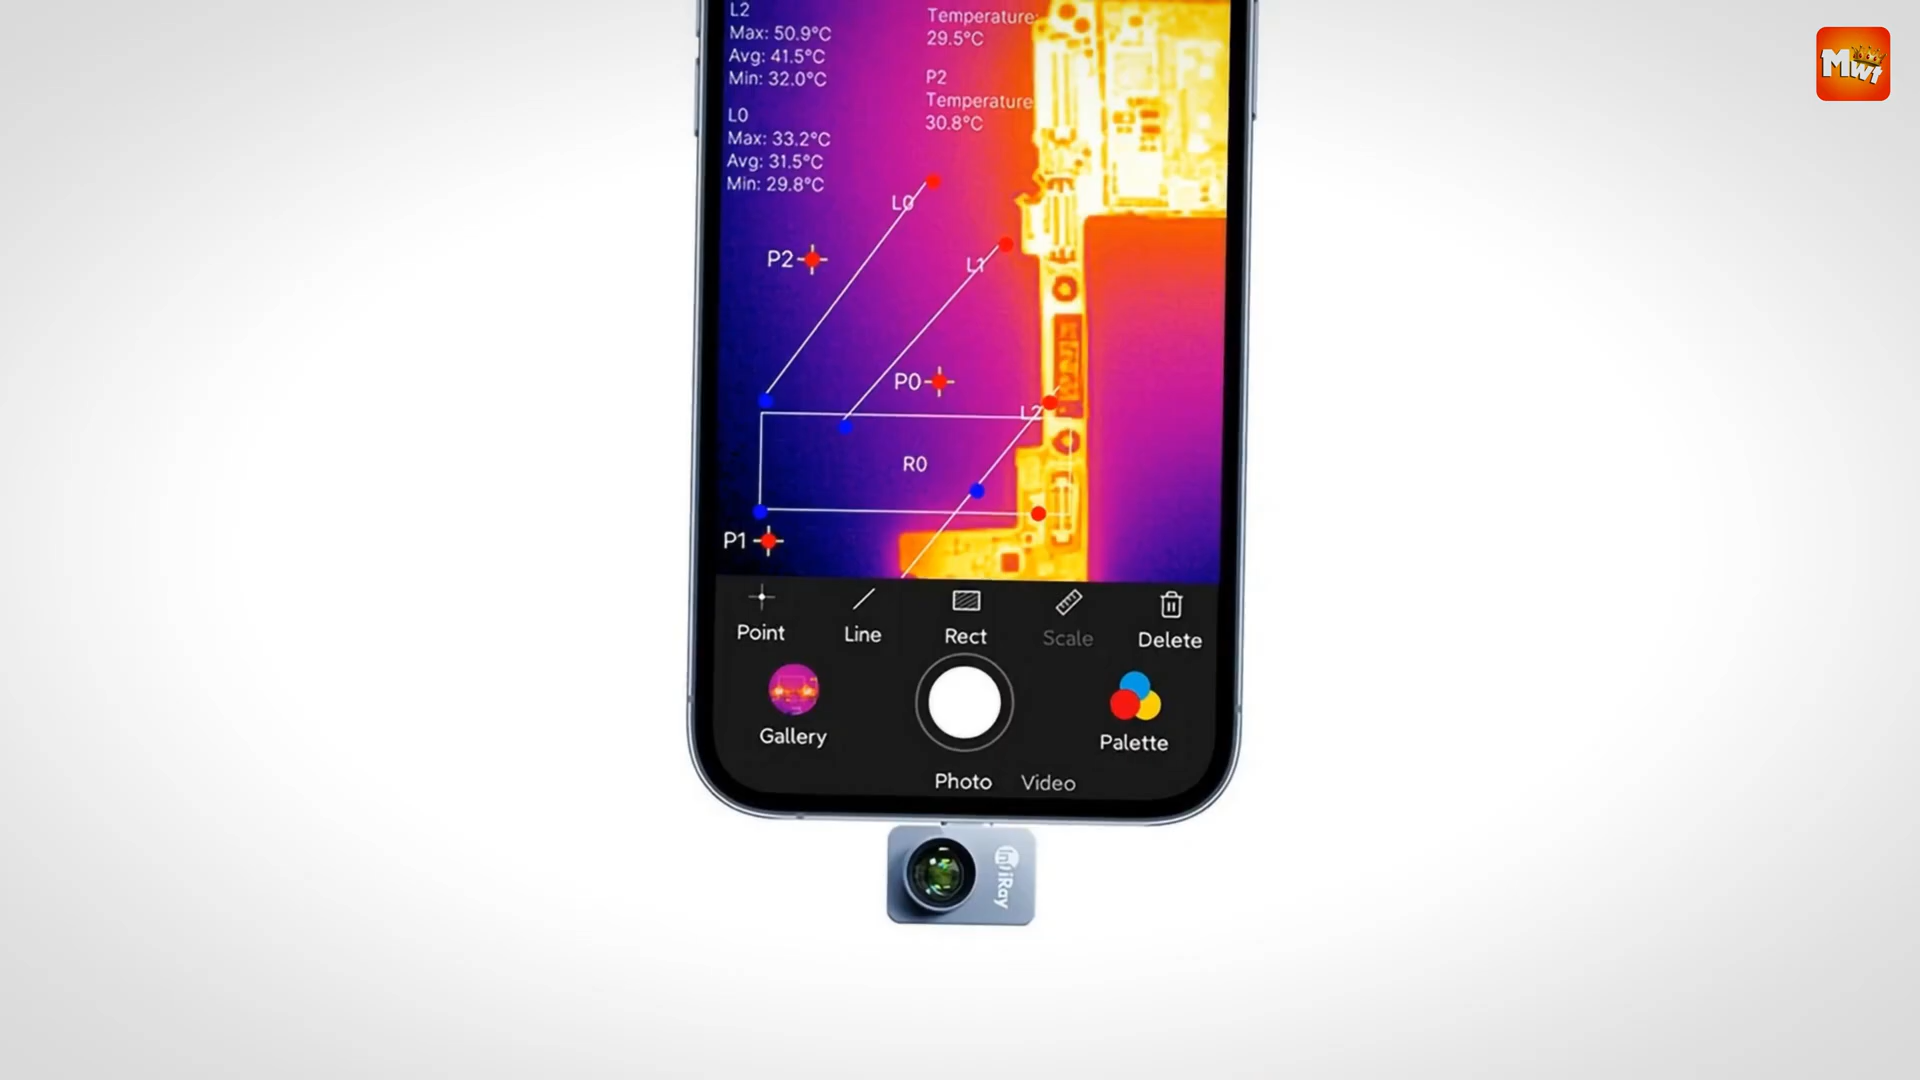 L2
Max: 50.9°C
Avg: 41.5°C
Min: 32.0°C
L0
Max: 33.2°C
Avg: 31.5°C
Min: 29.8°C
Temperature:
29.5°C
P2
Temperature
30.8°C
L0
P2
L1
P0
L2
R0
P1
Point
Line
Rect
Scale
Delete
Gallery
Palette
Photo
Video
iRay
MWT